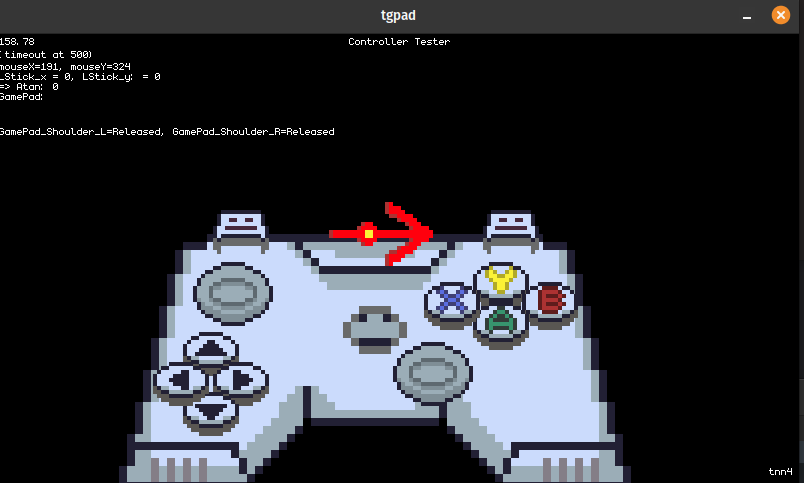 tgpad
158.78
Controller Tester
(timeout at 500)
mouseX=191, mouseY=324
LStick_x = 0, LStick_y: = 0
=> Atan: 0
GamePad:
GamePad_Shoulder_L=Released, GamePad_Shoulder_R=Released
Y
X
B
A
tnn4